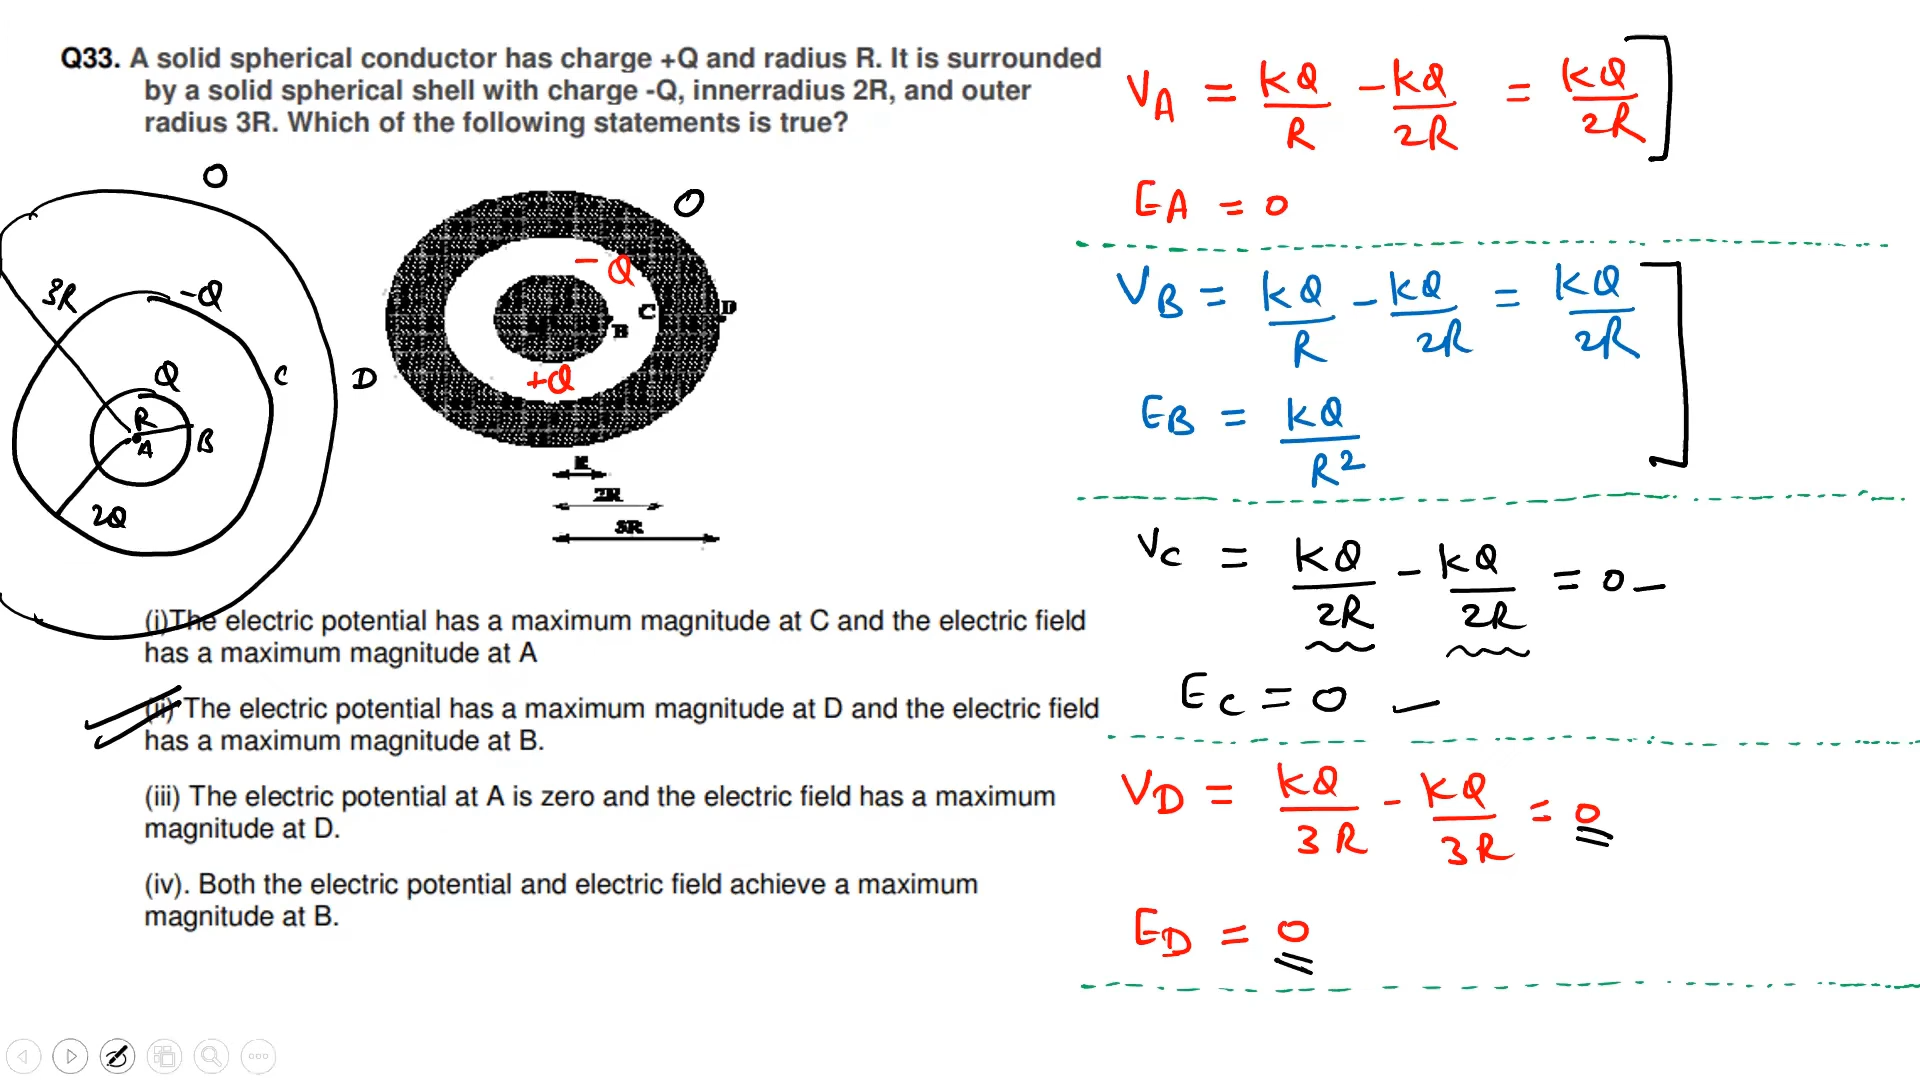 Q33. A solid spherical conductor has charge +Q and radius R. It is surrounded
by a solid spherical shell with charge -Q, innerradius 2R, and outer
radius 3R. Which of the following statements is true?
O
3R
-Q
Q
R
A
B
C
D
2Q
O
- Q
+Q
B
C
D
R
2R
3R
(i)The electric potential has a maximum magnitude at C and the electric field
has a maximum magnitude at A
(ii) The electric potential has a maximum magnitude at D and the electric field
has a maximum magnitude at B.
(iii) The electric potential at A is zero and the electric field has a maximum
magnitude at D.
(iv). Both the electric potential and electric field achieve a maximum
magnitude at B.
VA = kQ/R - kQ/2R = kQ/2R
EA = 0
VB = kQ/R - kQ/2R = kQ/2R
EB = kQ/R2
VC = kQ/2R - kQ/2R = 0
EC = 0
VD = kQ/3R - kQ/3R = 0
ED = 0